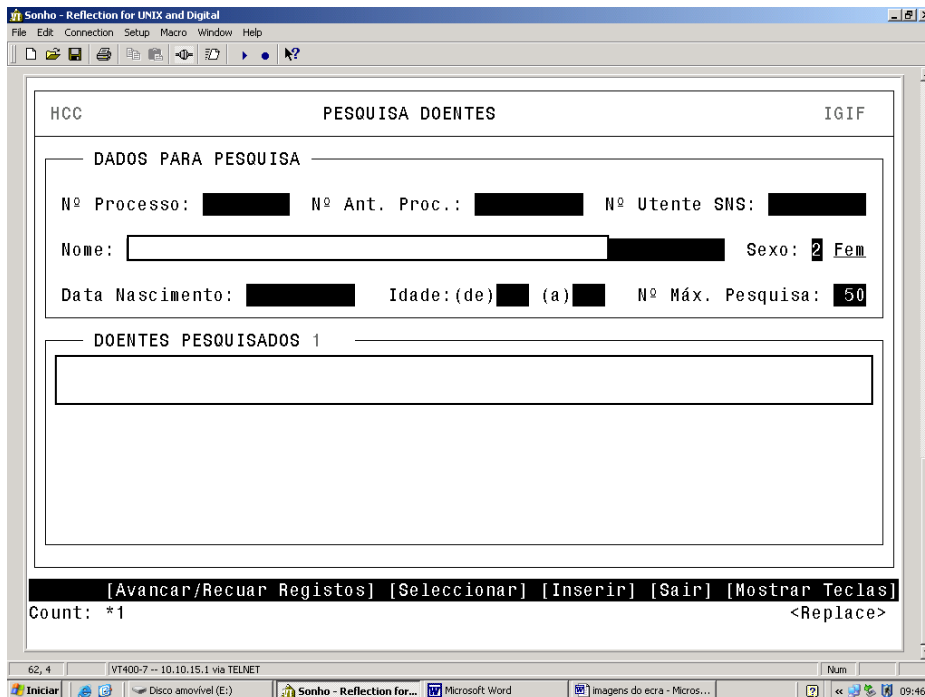 Sonho - Reflection for UNIX and Digital
File Edit Connection Setup Macro Window Help
HCC PESQUISA DOENTES IGIF
DADOS PARA PESQUISA
Nº Processo: Nº Ant. Proc.: Nº Utente SNS:
Nome: Sexo: 2 Fem
Data Nascimento: Idade:(de) (a) Nº Máx. Pesquisa: 50
DOENTES PESQUISADOS 1
[Avancar/Recuar Registos] [Seleccionar] [Inserir] [Sair] [Mostrar Teclas]
Count: *1 <Replace>
62, 4 VT400-7 -- 10.10.15.1 via TELNET Num
Iniciar Disco amovível (E:) Sonho - Reflection for... Microsoft Word imagens do ecra - Micros... 09:46